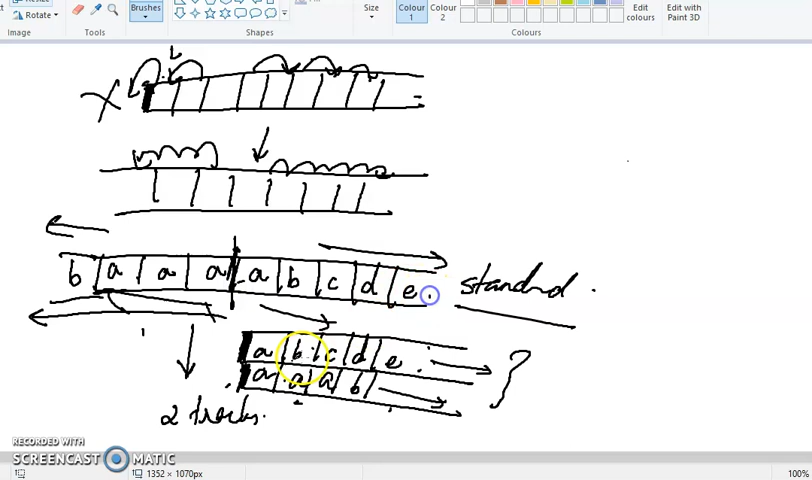 Resize
Rotate
Image
Tools
Brushes
Shapes
Size
Colour 1
Colour 2
Edit colours
Edit with Paint 3D
Colours
X
b a a a a b c d e . standard .
a b c d e .
a a a b
2 tracks.
RECORDED WITH
SCREENCAST MATIC
1352 × 1070px
100%